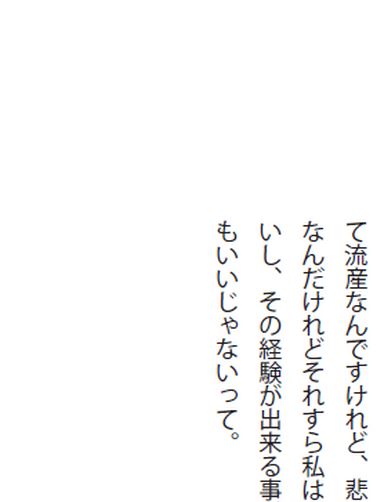 て流産なんですけれど、悲
なんだけれどそれすら私は
いし、その経験が出来る事
もいいじゃないって。